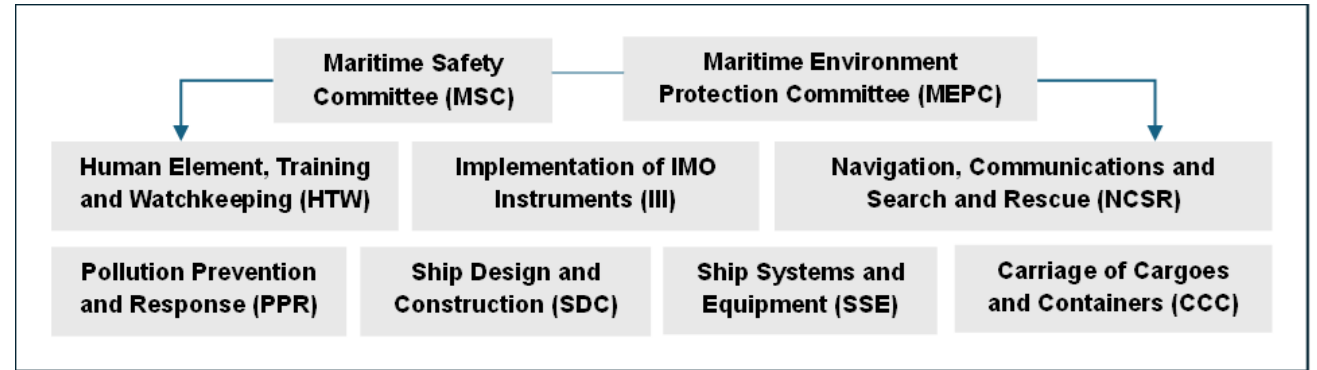 Maritime Safety
Committee (MSC)
Maritime Environment
Protection Committee (MEPC)
Human Element, Training
and Watchkeeping (HTW)
Implementation of IMO
Instruments (III)
Navigation, Communications and
Search and Rescue (NCSR)
Pollution Prevention
and Response (PPR)
Ship Design and
Construction (SDC)
Ship Systems and
Equipment (SSE)
Carriage of Cargoes
and Containers (CCC)